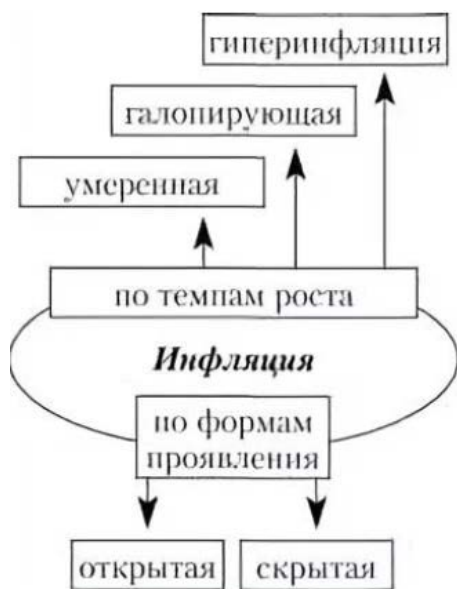 гиперинфляция
галопирующая
умеренная
по темпам роста
Инфляция
по формам
проявления
открытая
скрытая